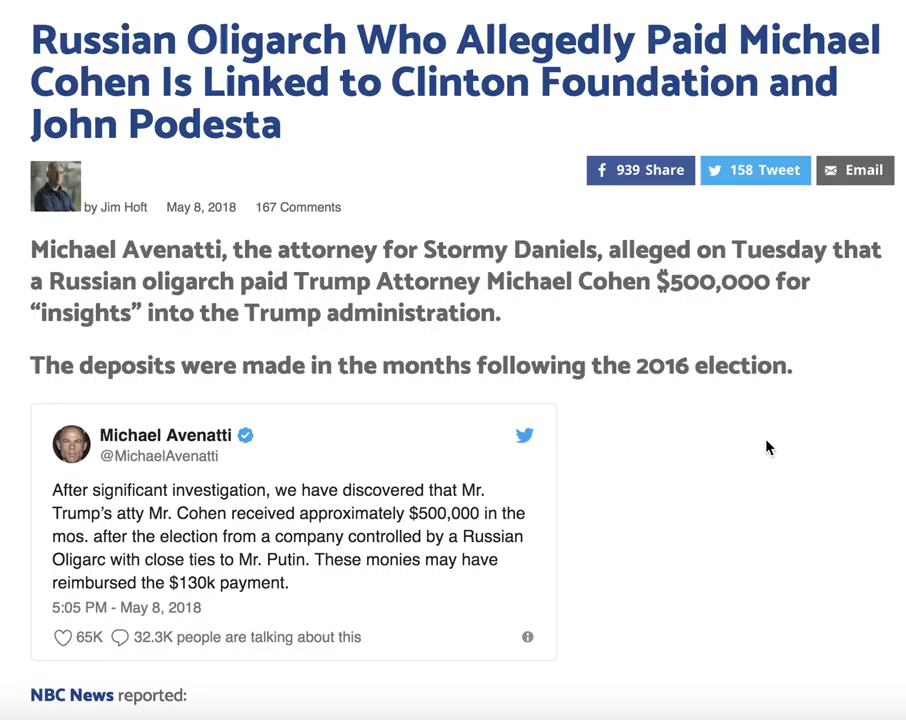 Russian Oligarch Who Allegedly Paid Michael
Cohen Is Linked to Clinton Foundation and
John Podesta
939 Share
158 Tweet
Email
by Jim Hoft May 8, 2018 167 Comments
Michael Avenatti, the attorney for Stormy Daniels, alleged on Tuesday that
a Russian oligarch paid Trump Attorney Michael Cohen $500,000 for
“insights” into the Trump administration.
The deposits were made in the months following the 2016 election.
Michael Avenatti
@MichaelAvenatti
After significant investigation, we have discovered that Mr.
Trump’s atty Mr. Cohen received approximately $500,000 in the
mos. after the election from a company controlled by a Russian
Oligarc with close ties to Mr. Putin. These monies may have
reimbursed the $130k payment.
5:05 PM - May 8, 2018
65K 32.3K people are talking about this
NBC News reported: